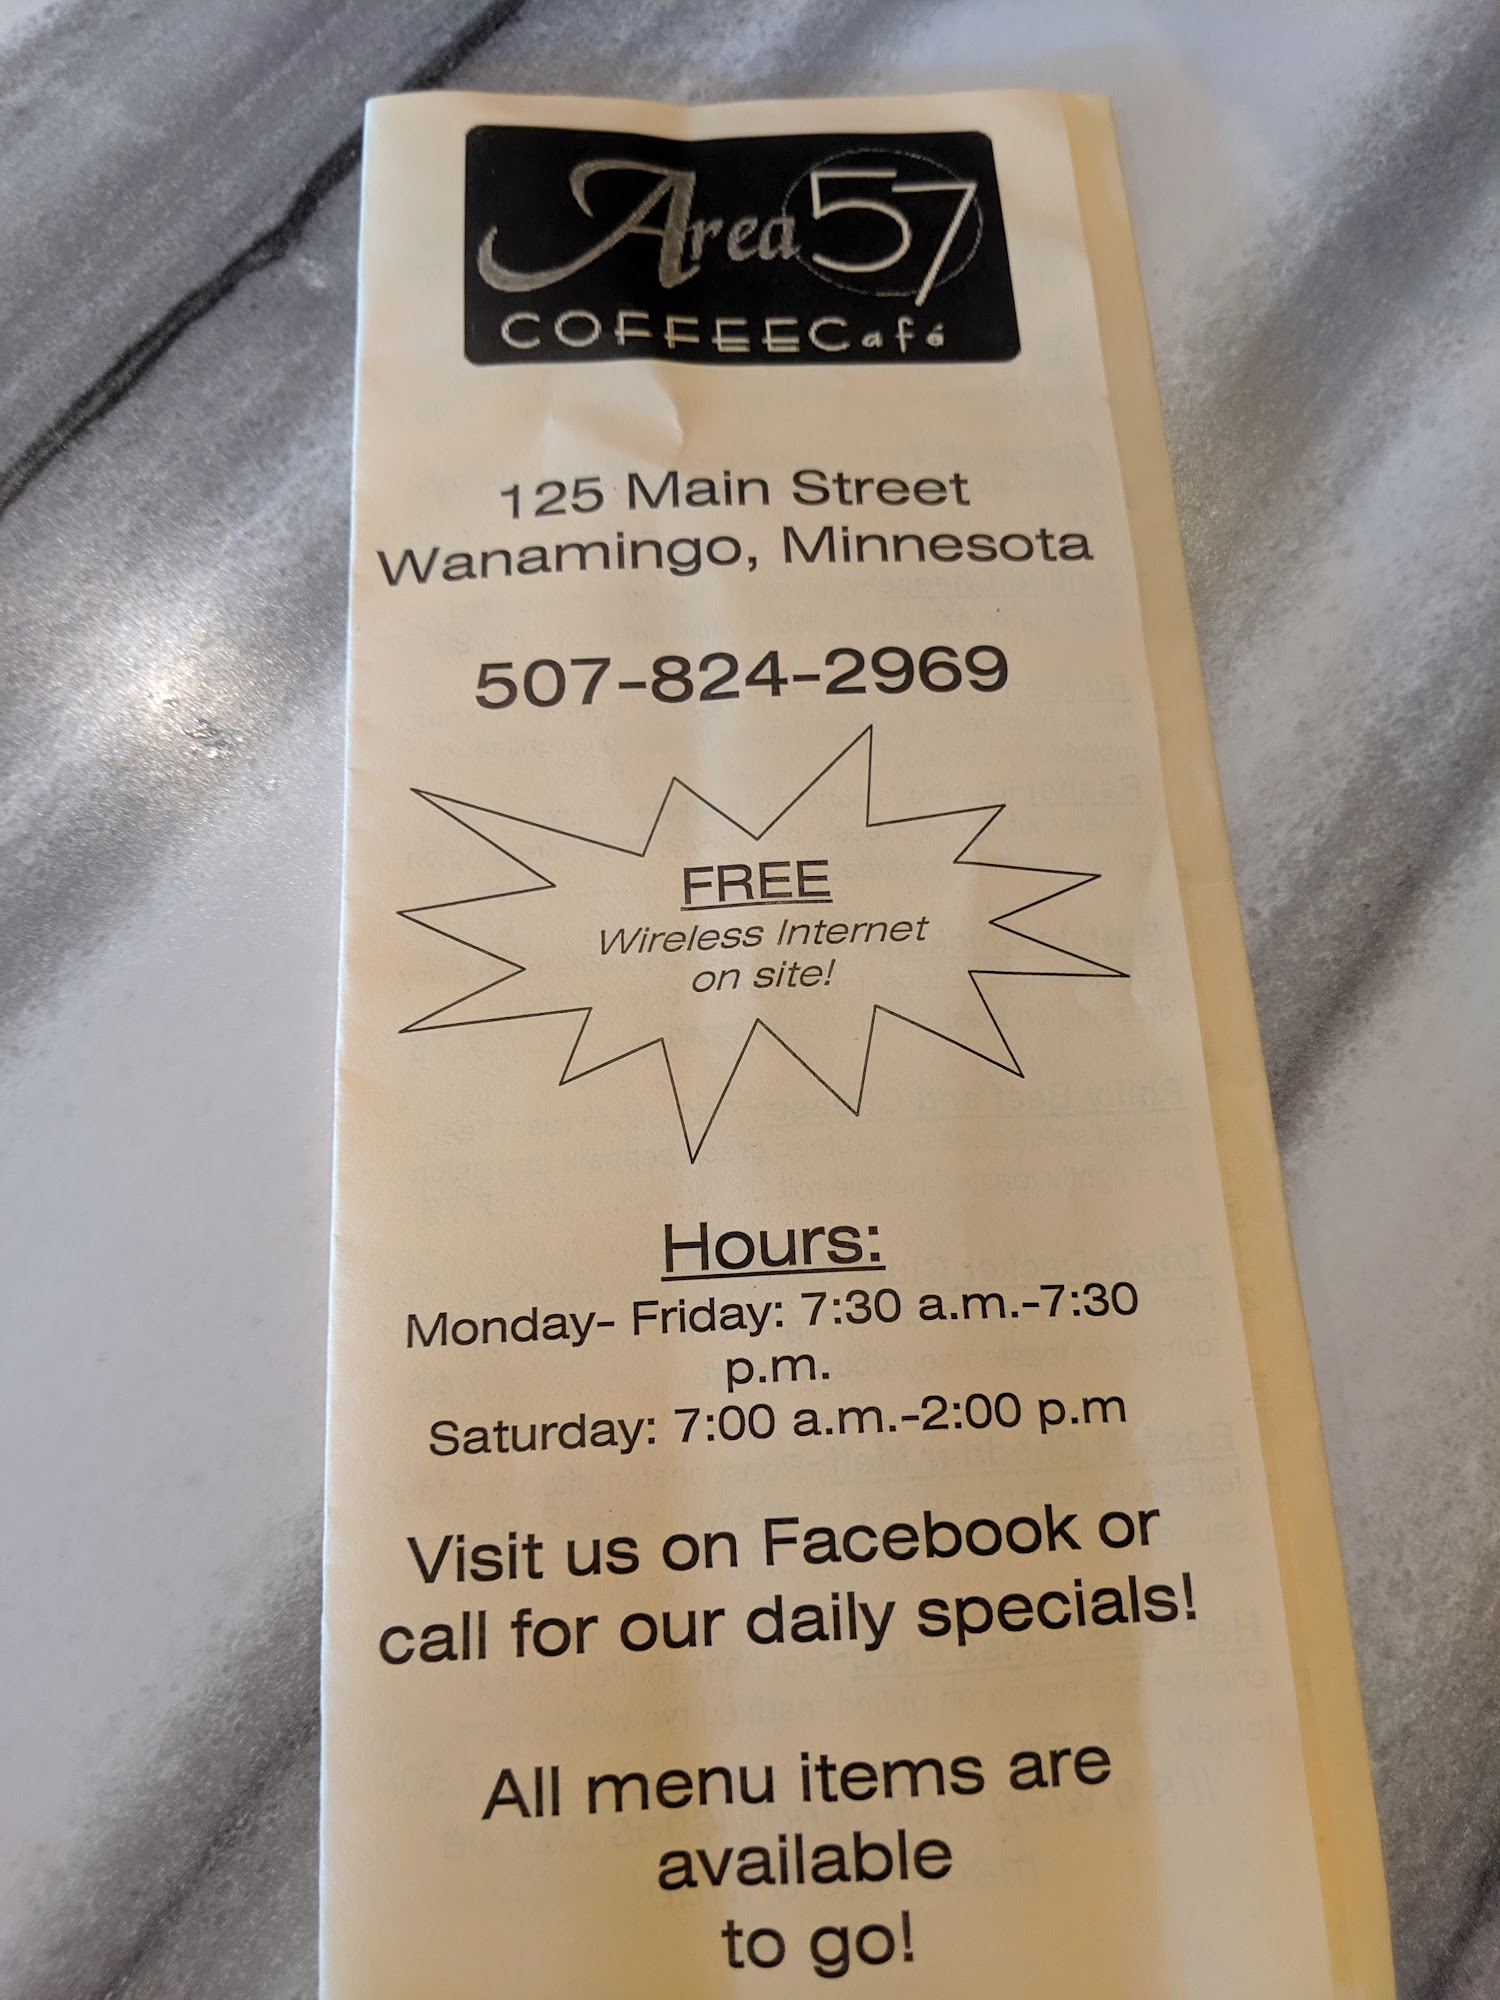 Area 57
COFFEECafé
125 Main Street
Wanamingo, Minnesota
507-824-2969
FREE
Wireless Internet
on site!
Hours:
Monday- Friday: 7:30 a.m.-7:30
p.m.
Saturday: 7:00 a.m.-2:00 p.m
Visit us on Facebook or
call for our daily specials!
All menu items are
available
to go!